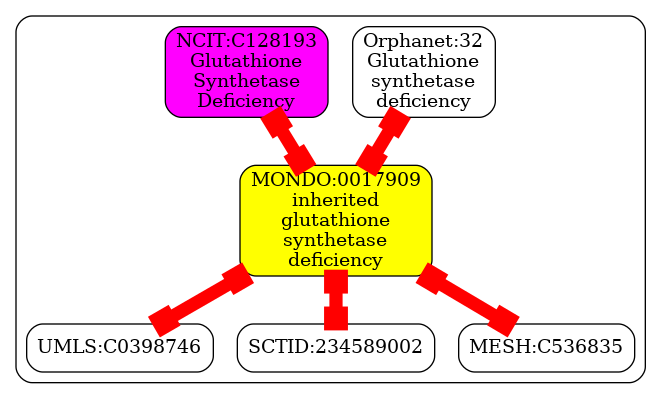 NCIT:C128193
Glutathione
Synthetase
Deficiency
Orphanet:32
Glutathione
synthetase
deficiency
MONDO:0017909
inherited
glutathione
synthetase
deficiency
UMLS:C0398746
SCTID:234589002
MESH:C536835